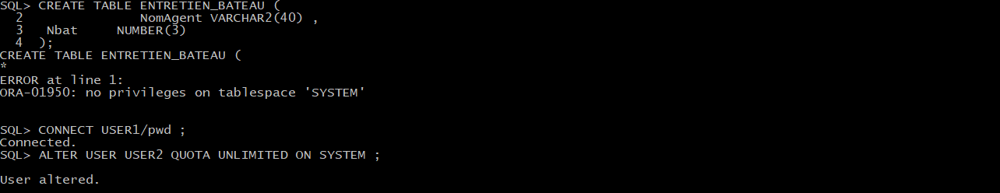 SQL> CREATE TABLE ENTRETIEN_BATEAU (
  2              NomAgent VARCHAR2(40) ,
  3   Nbat     NUMBER(3)
  4  );
CREATE TABLE ENTRETIEN_BATEAU (
*
ERROR at line 1:
ORA-01950: no privileges on tablespace 'SYSTEM'
SQL> CONNECT USER1/pwd ;
Connected.
SQL> ALTER USER USER2 QUOTA UNLIMITED ON SYSTEM ;
User altered.